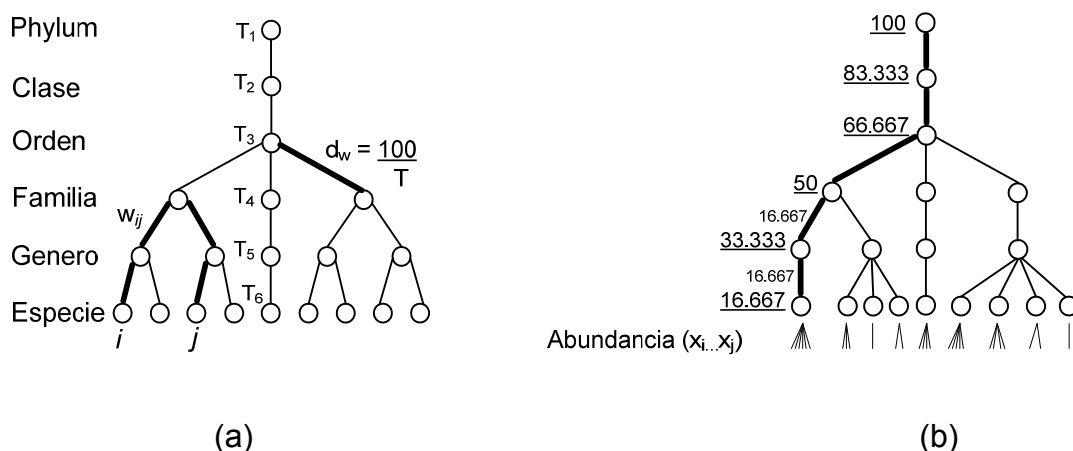 Phylum
Clase
Orden
Familia
Genero
Especie
T1
T2
T3
T4
T5
T6
dw = 100
T
wij
i
j
(a)
100
83.333
66.667
50
16.667
33.333
16.667
16.667
Abundancia (xi...xj)
(b)